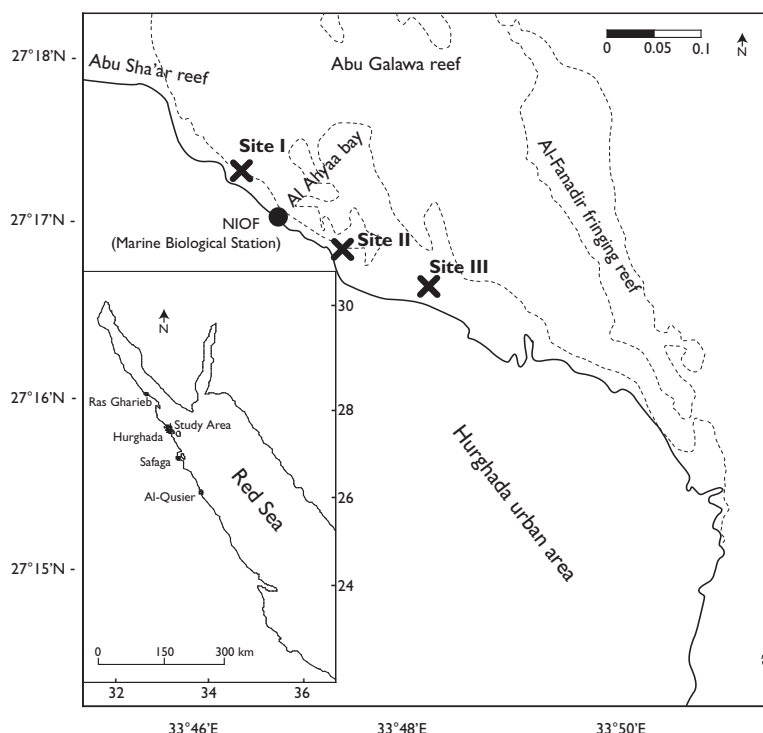 27°18'N -
27°17'N -
27°16'N -
27°15'N -
Abu Sha'ar reef
Abu Galawa reef
0 0.05 0.1
N
Site I
Al Ahyaa bay
Al-Fanadir fringing reef
NIOF
(Marine Biological Station)
Site II
Site III
Hurghada urban area
N
30
28
26
24
Ras Gharieb
Study Area
Hurghada
Safaga
Al-Qusier
Red Sea
0 150 300 km
32 34 36
33°46'E 33°48'E 33°50'E